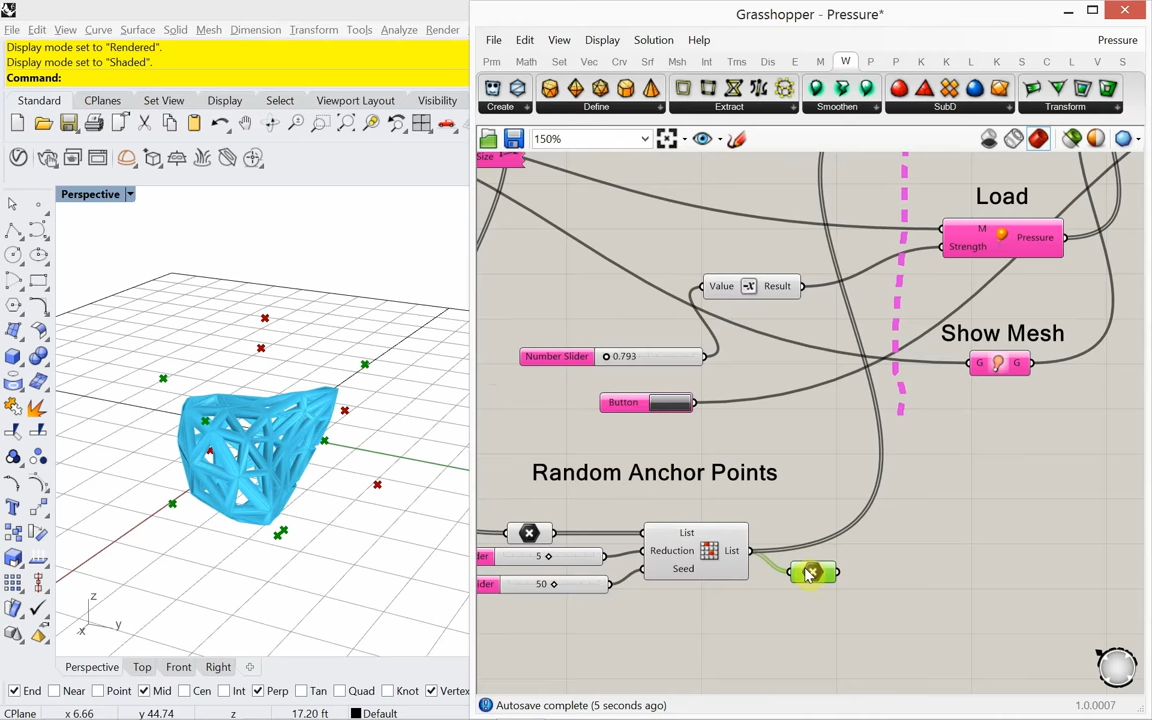 Grasshopper - Pressure*
File Edit View Curve Surface Solid Mesh Dimension Transform Tools Analyze Render
File Edit View Display Solution Help Pressure
Display mode set to "Rendered".
Display mode set to "Shaded".
Command:
Prm Math Set Vec Crv Srf Msh Int Trns Dis E M W P P K K L K C L V S
Standard CPlanes Set View Display Select Viewport Layout Visibility
Create Define Extract Smoothen SubD Transform
150%
Size
Perspective
Load
M
Strength
Pressure
Value -x Result
Show Mesh
Number Slider 0.793
G G
Button
Random Anchor Points
List
Reduction List
Seed
der 5
ider 50
z
x y
Perspective Top Front Right
End Near Point Mid Cen Int Perp Tan Quad Knot Vertex
Autosave complete (5 seconds ago) 1.0.0007
CPlane x 6.66 y 44.74 z 17.20 ft Default